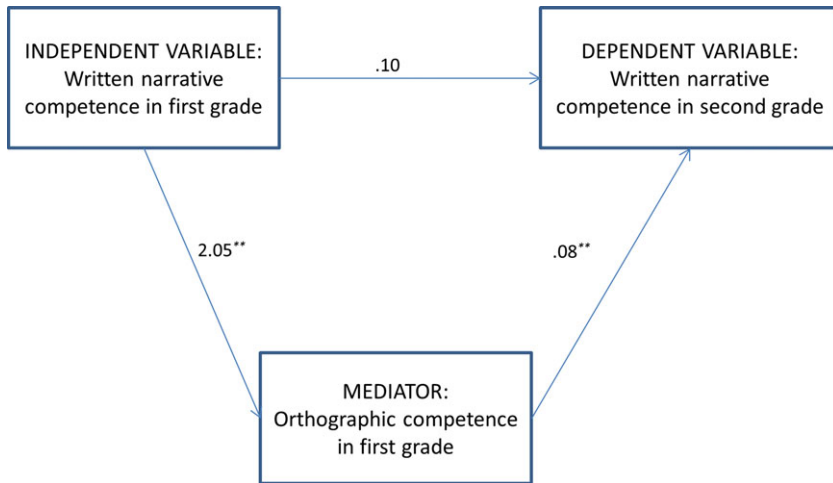 INDEPENDENT VARIABLE:
Written narrative
competence in first grade
.10
DEPENDENT VARIABLE:
Written narrative
competence in second grade
2.05**
.08**
MEDIATOR:
Orthographic competence
in first grade